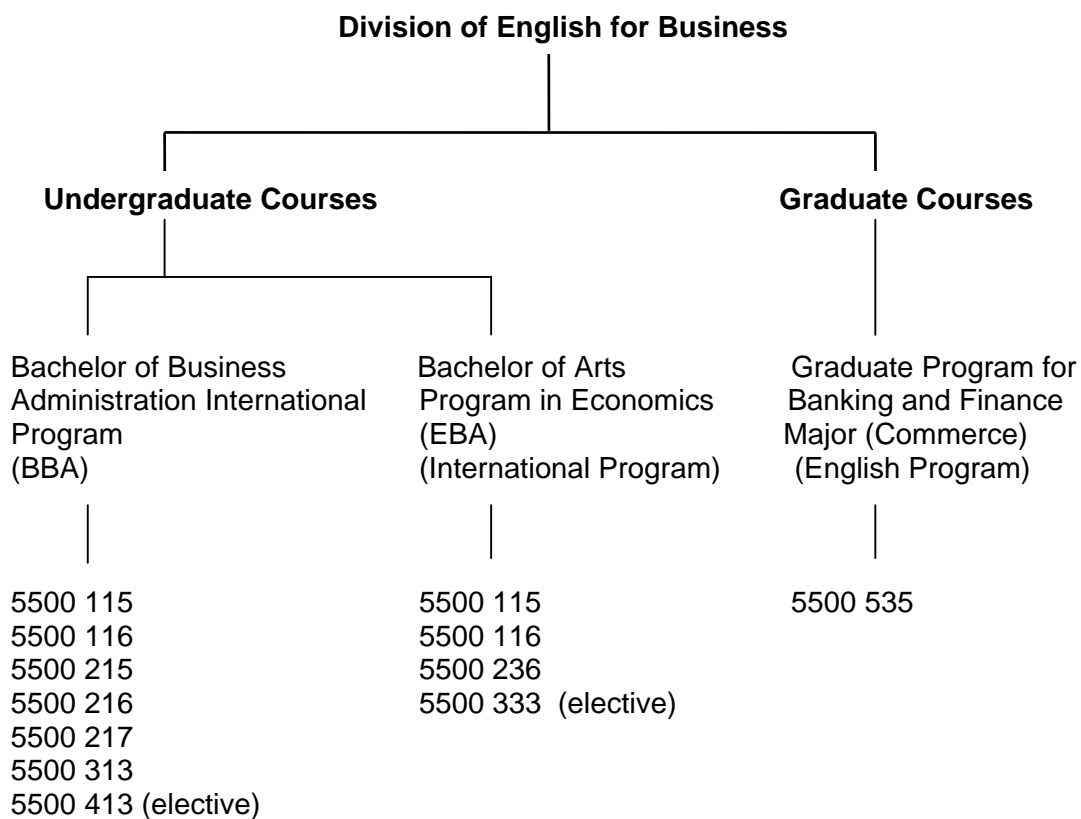 Division of English for Business
Undergraduate Courses
Graduate Courses
Bachelor of Business
Administration International
Program
(BBA)
Bachelor of Arts
Program in Economics
(EBA)
(International Program)
Graduate Program for
Banking and Finance
Major (Commerce)
(English Program)
5500 115
5500 116
5500 215
5500 216
5500 217
5500 313
5500 413 (elective)
5500 115
5500 116
5500 236
5500 333 (elective)
5500 535